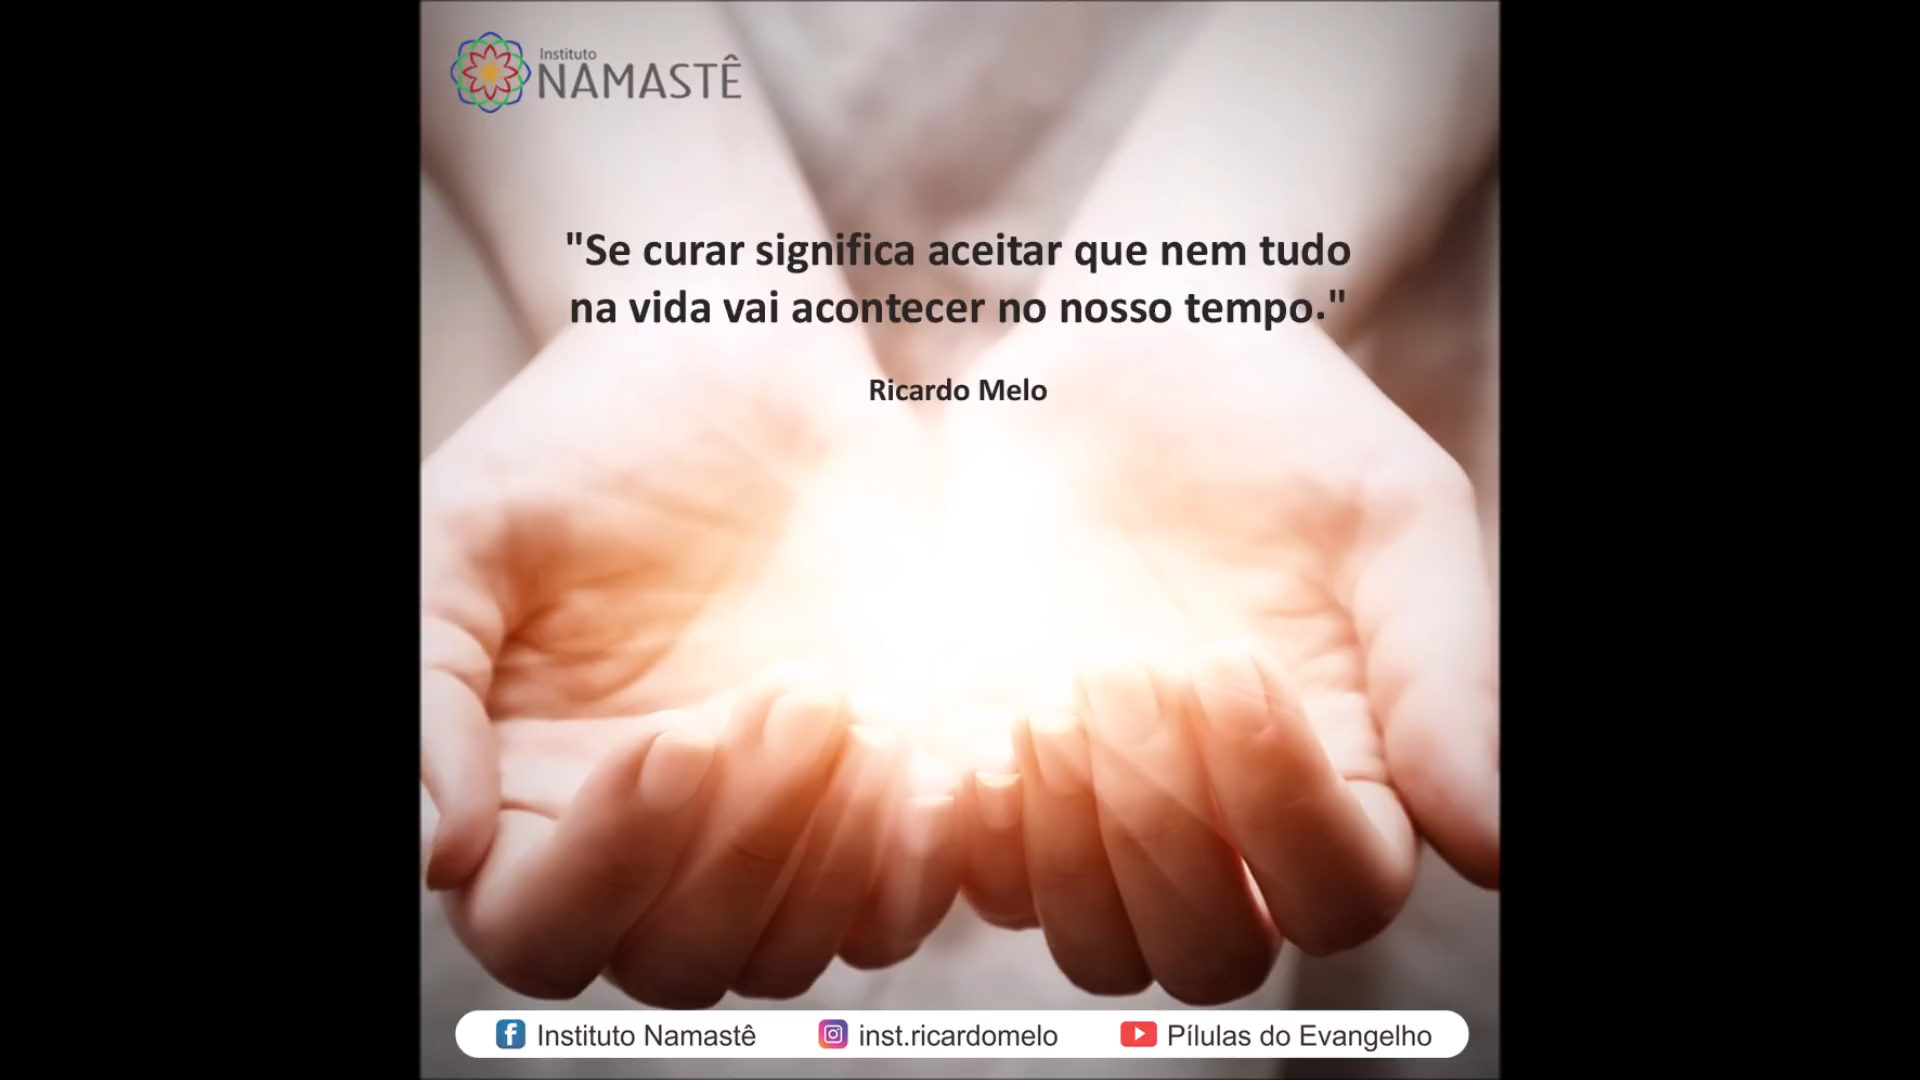 Instituto
NAMASTÊ
"Se curar significa aceitar que nem tudo
na vida vai acontecer no nosso tempo."
Ricardo Melo
Instituto Namastê
inst.ricardomelo
Pílulas do Evangelho